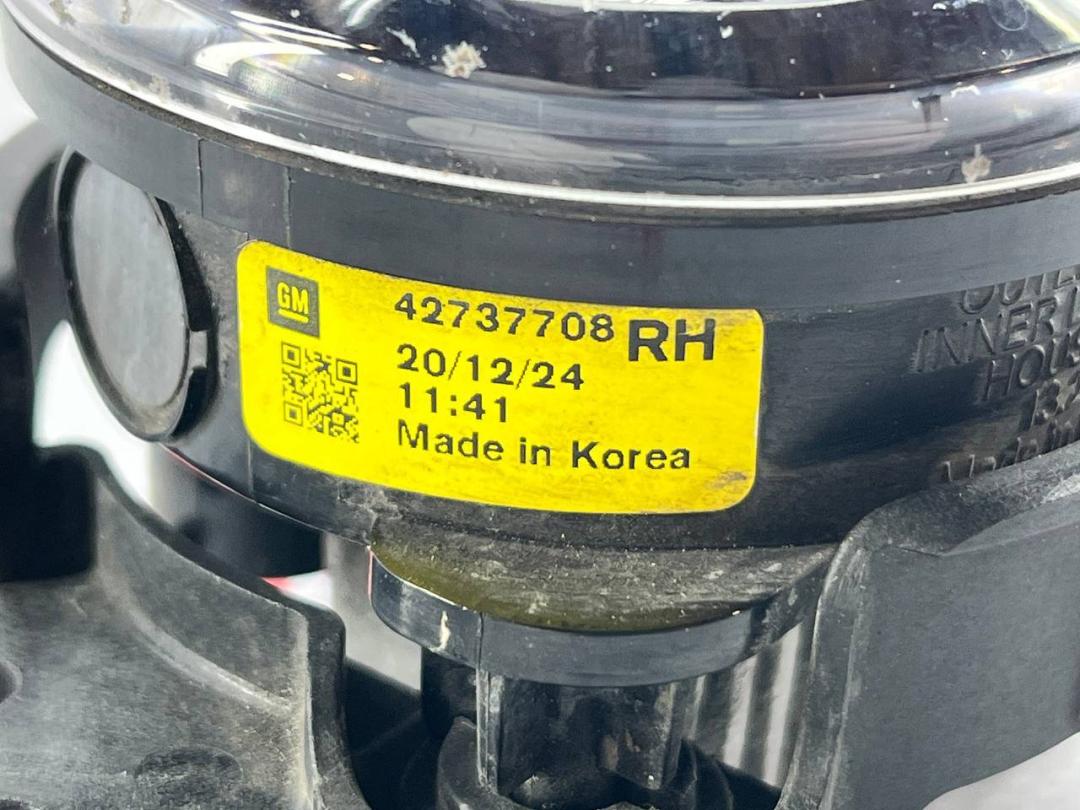 GM
42737708 RH
20/12/24
11:41
Made in Korea
INNER